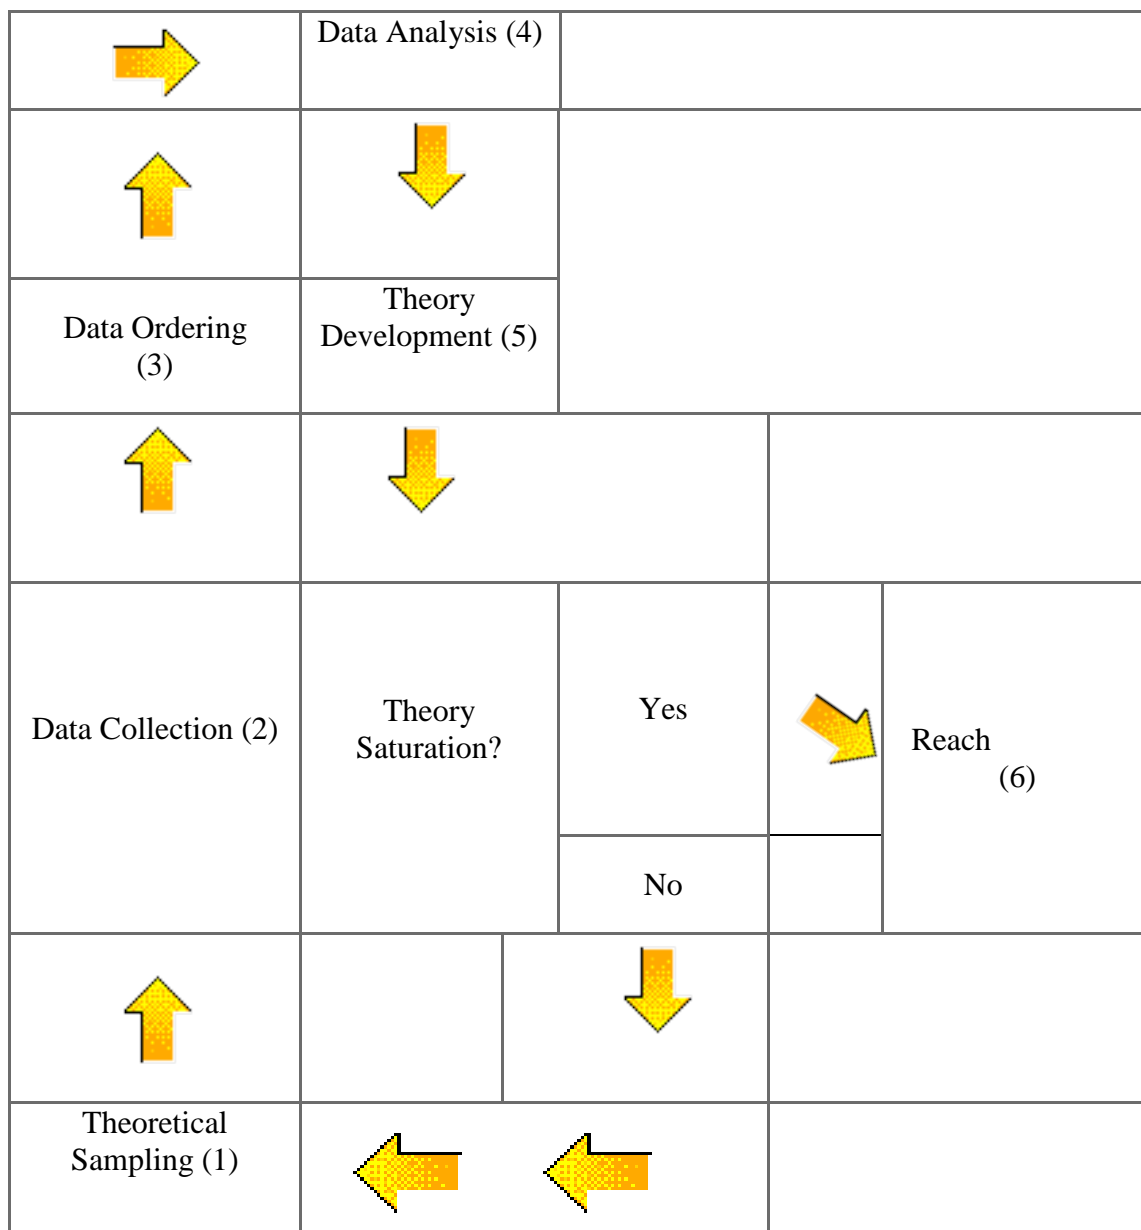 Data Analysis (4)
Data Ordering
(3)
Theory
Development (5)
Data Collection (2)
Theory
Saturation?
Yes
Reach
(6)
No
Theoretical
Sampling (1)